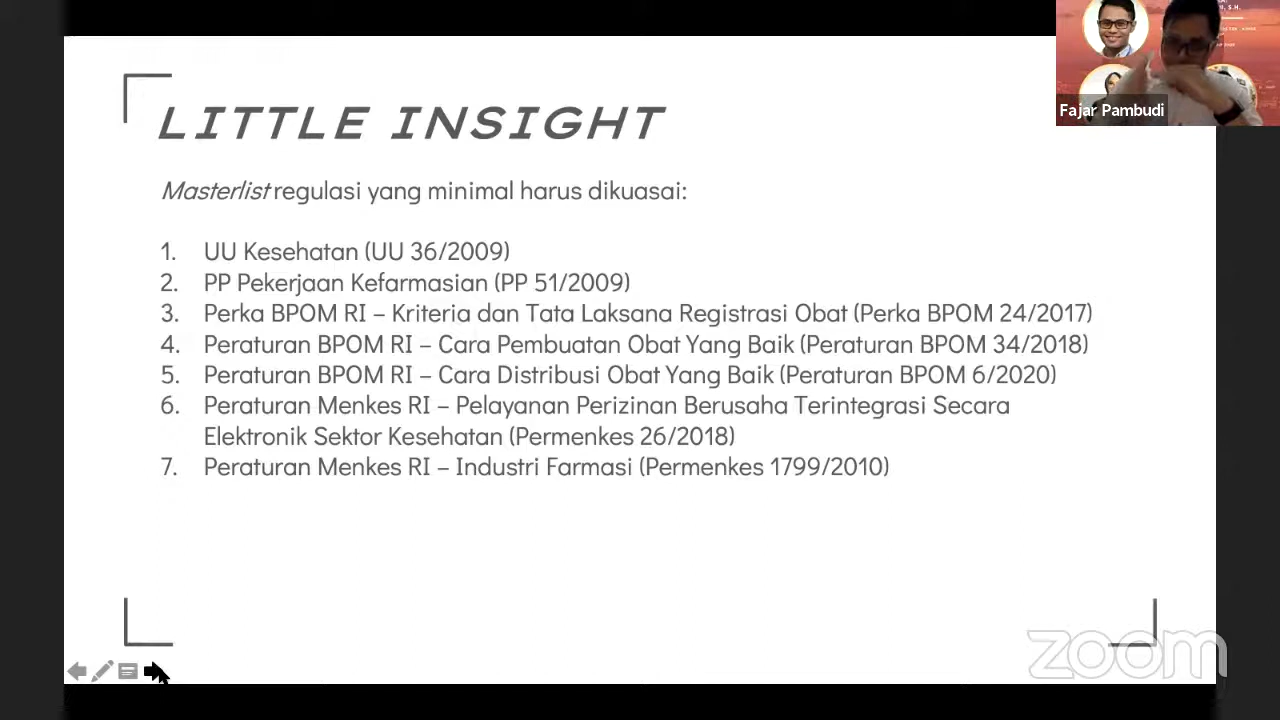 LITTLE INSIGHT
Masterlist regulasi yang minimal harus dikuasai:
1. UU Kesehatan (UU 36/2009)
2. PP Pekerjaan Kefarmasian (PP 51/2009)
3. Perka BPOM RI – Kriteria dan Tata Laksana Registrasi Obat (Perka BPOM 24/2017)
4. Peraturan BPOM RI – Cara Pembuatan Obat Yang Baik (Peraturan BPOM 34/2018)
5. Peraturan BPOM RI – Cara Distribusi Obat Yang Baik (Peraturan BPOM 6/2020)
6. Peraturan Menkes RI – Pelayanan Perizinan Berusaha Terintegrasi Secara
Elektronik Sektor Kesehatan (Permenkes 26/2018)
7. Peraturan Menkes RI – Industri Farmasi (Permenkes 1799/2010)
Fajar Pambudi
zoom